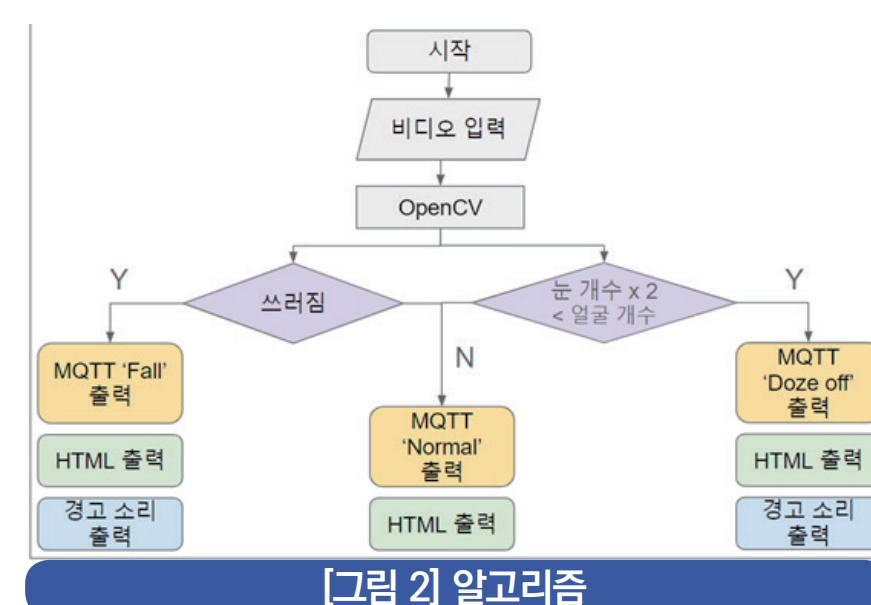 시작
비디오 입력
OpenCV
Y
쓰러짐
눈 개수 x 2
< 얼굴 개수
Y
N
MQTT ‘Fall’
출력
HTML 출력
경고 소리
출력
MQTT
‘Normal’
출력
HTML 출력
MQTT
‘Doze off’
출력
HTML 출력
경고 소리
출력
[그림 2] 알고리즘